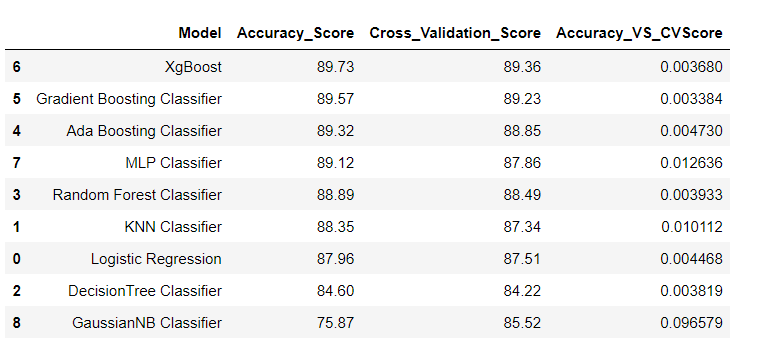 Model Accuracy_Score Cross_Validation_Score Accuracy_VS_CVScore
6 XgBoost 89.73 89.36 0.003680
5 Gradient Boosting Classifier 89.57 89.23 0.003384
4 Ada Boosting Classifier 89.32 88.85 0.004730
7 MLP Classifier 89.12 87.86 0.012636
3 Random Forest Classifier 88.89 88.49 0.003933
1 KNN Classifier 88.35 87.34 0.010112
0 Logistic Regression 87.96 87.51 0.004468
2 DecisionTree Classifier 84.60 84.22 0.003819
8 GaussianNB Classifier 75.87 85.52 0.096579